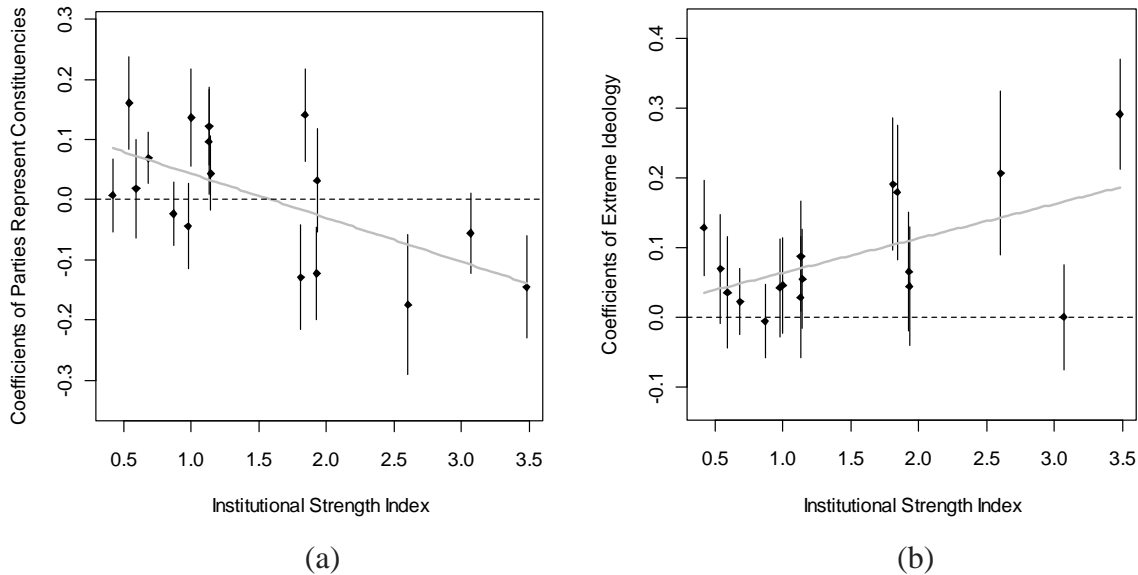 Coefficients of Parties Represent Constituencies
0.3
0.2
0.1
0.0
-0.1
-0.2
-0.3
0.5 1.0 1.5 2.0 2.5 3.0 3.5
Institutional Strength Index
(a)
Coefficients of Extreme Ideology
0.4
0.3
0.2
0.1
0.0
-0.1
0.5 1.0 1.5 2.0 2.5 3.0 3.5
Institutional Strength Index
(b)